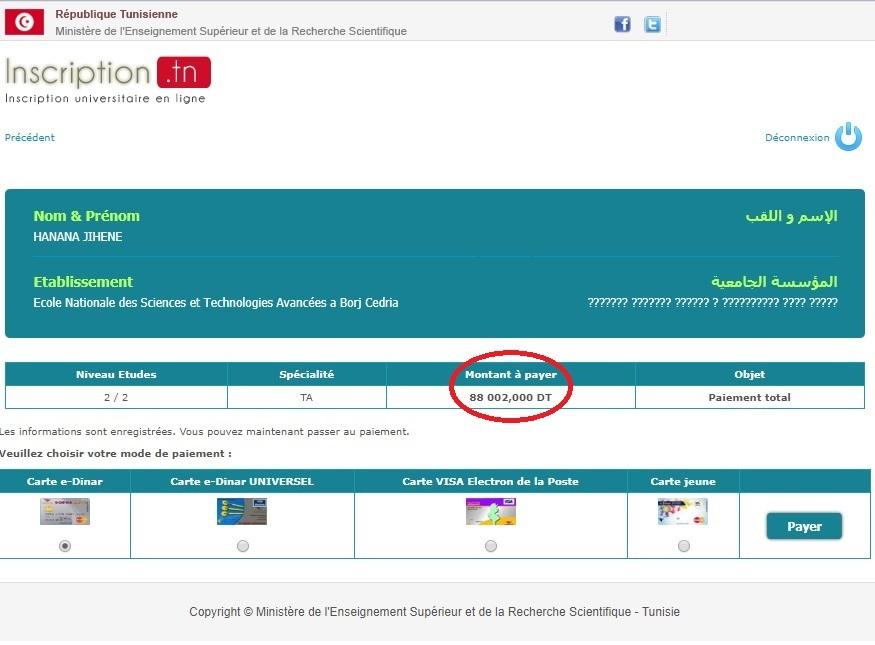 République Tunisienne
Ministère de l'Enseignement Supérieur et de la Recherche Scientifique
Inscription .tn
Inscription universitaire en ligne
Précédent
Déconnexion
Nom & Prénom
الإسم و اللقب
HANANA JIHENE
Etablissement
المؤسسة الجامعية
Ecole Nationale des Sciences et Technologies Avancées a Borj Cedria
??????? ??????? ?????? ? ?????????? ???? ?????
Niveau Etudes Spécialité Montant à payer Objet
2 / 2 TA 88 002,000 DT Paiement total
Les informations sont enregistrées. Vous pouvez maintenant passer au paiement.
Veuillez choisir votre mode de paiement :
Carte e-Dinar Carte e-Dinar UNIVERSEL Carte VISA Electron de la Poste Carte jeune
Payer
Copyright © Ministère de l'Enseignement Supérieur et de la Recherche Scientifique - Tunisie